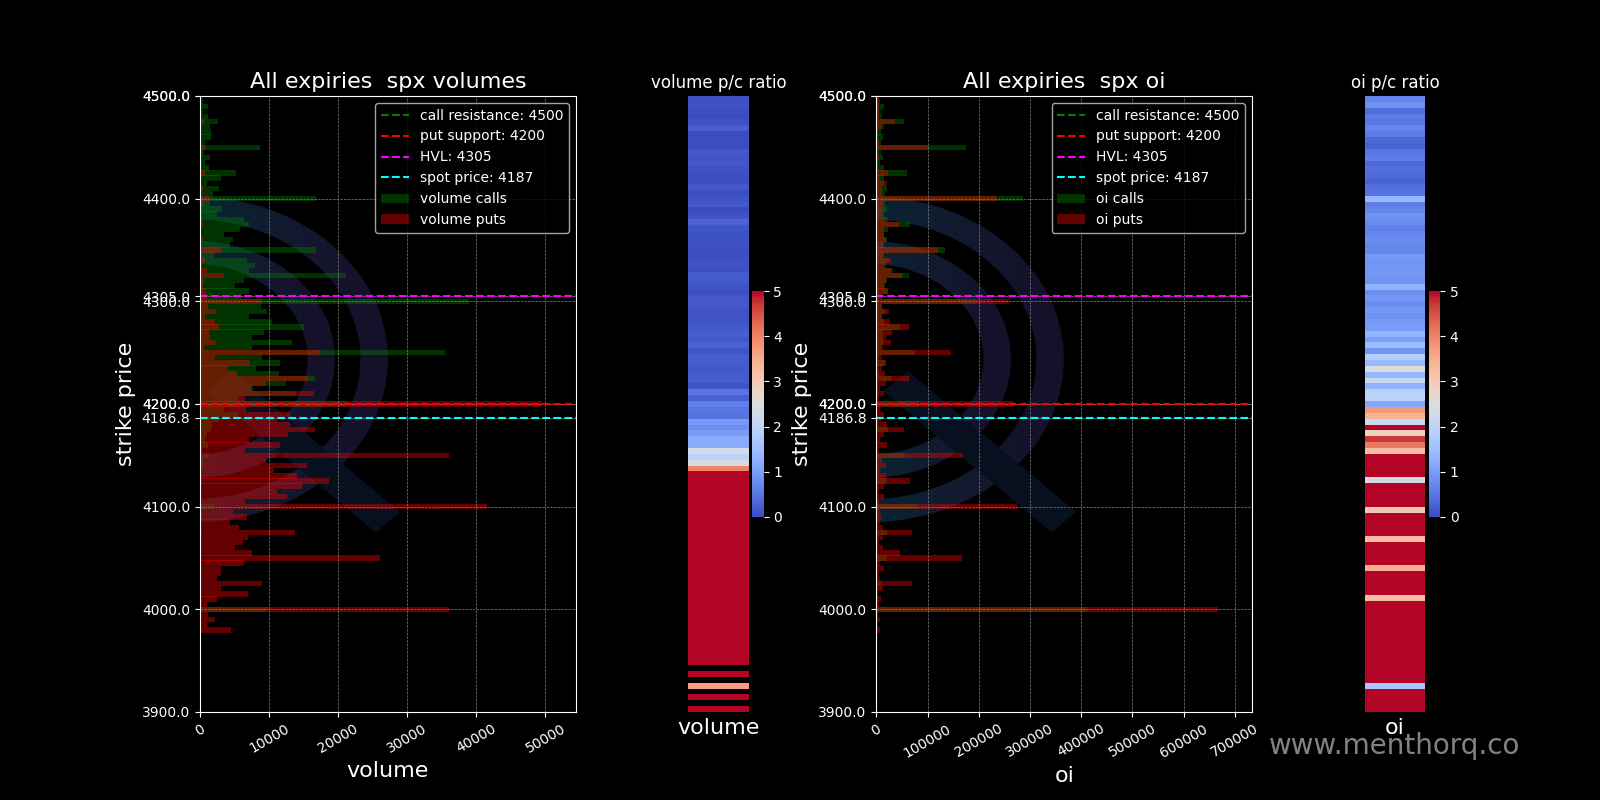 All expiries  spx volumes
4500.0
4400.0
4305.0
4300.0
4200.0
4186.8
4100.0
4000.0
3900.0
strike price
call resistance: 4500
put support: 4200
HVL: 4305
spot price: 4187
volume calls
volume puts
0
10000
20000
30000
40000
50000
volume
volume p/c ratio
volume
5
4
3
2
1
0
All expiries  spx oi
4500.0
4400.0
4305.0
4300.0
4200.0
4186.8
4100.0
4000.0
3900.0
strike price
call resistance: 4500
put support: 4200
HVL: 4305
spot price: 4187
oi calls
oi puts
0
100000
200000
300000
400000
500000
600000
700000
oi
oi p/c ratio
oi
5
4
3
2
1
0
www.menthorq.co